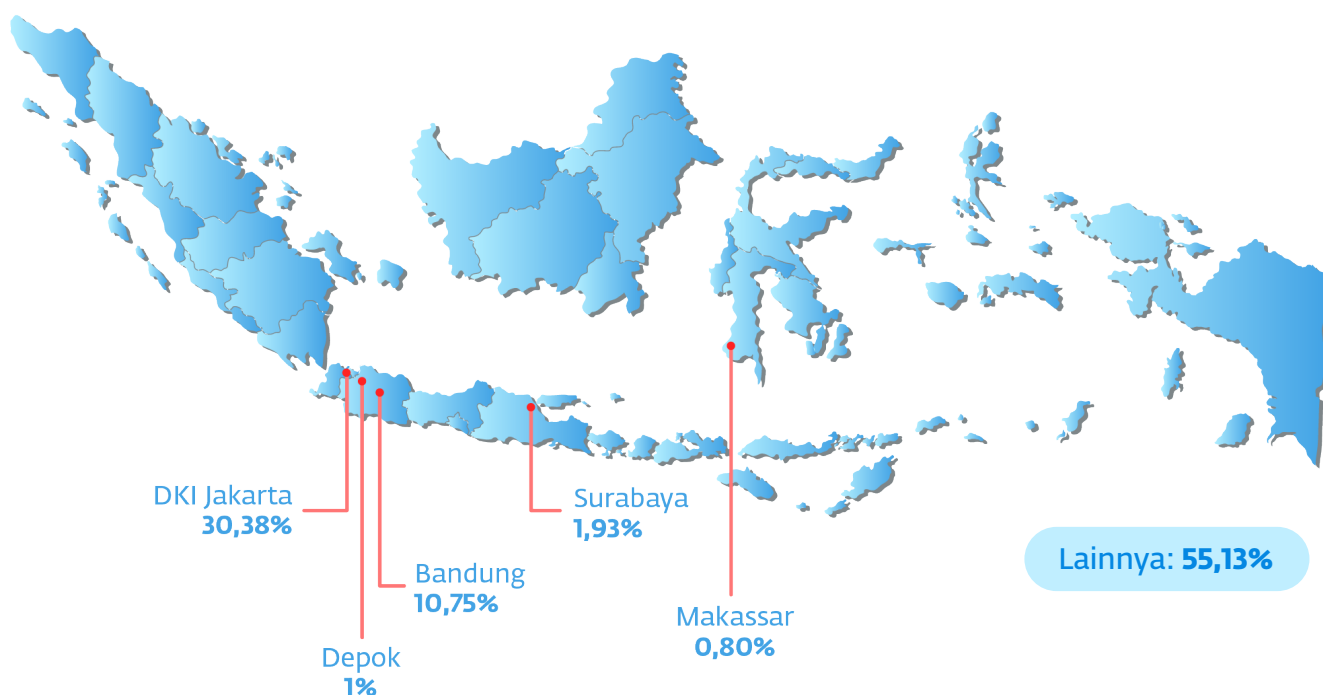 DKI Jakarta
30,38%
Surabaya
1,93%
Lainnya: 55,13%
Bandung
10,75%
Makassar
0,80%
Depok
1%